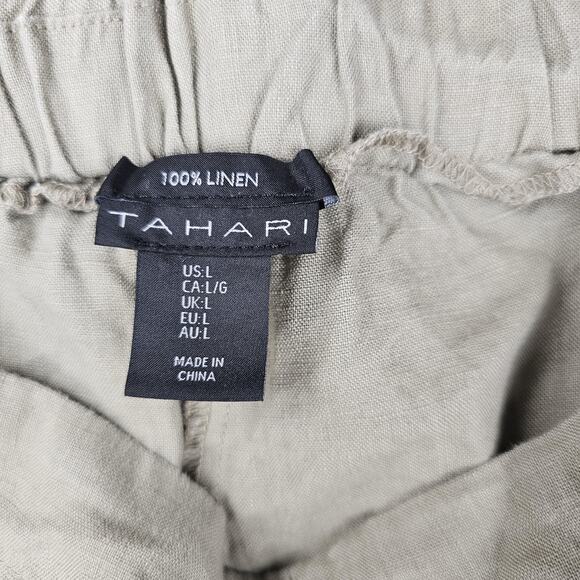 100% LINEN
TAHARI
US:L
CA:L/G
UK:L
EU:L
AU:L
MADE IN
CHINA